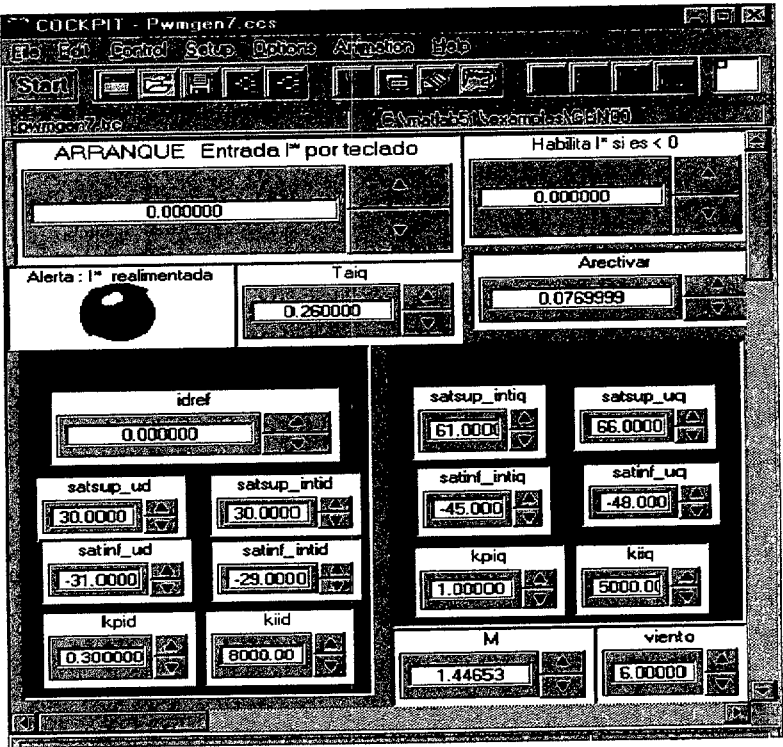 COCKPIT - Pwmgen7.ccs
File Edit Control Setup Options Animation Help
Start
pwmgen7.trc C:\matlab51\examples\GBN00
ARRANQUE Entrada I* por teclado
0.000000
Habilita I* si es < 0
0.000000
Alerta : I* realimentada
Taiq
0.260000
Arectivar
0.0769999
idref
0.000000
satsup_ud
30.0000
satsup_intid
30.0000
satinf_ud
-31.0000
satinf_intid
-29.0000
kpid
0.300000
kiid
8000.00
satsup_intiq
61.000
satsup_uq
66.0000
satinf_intiq
-45.000
satinf_uq
-48.000
kpiq
1.00000
kiiq
5000.00
M
1.44653
viento
6.00000